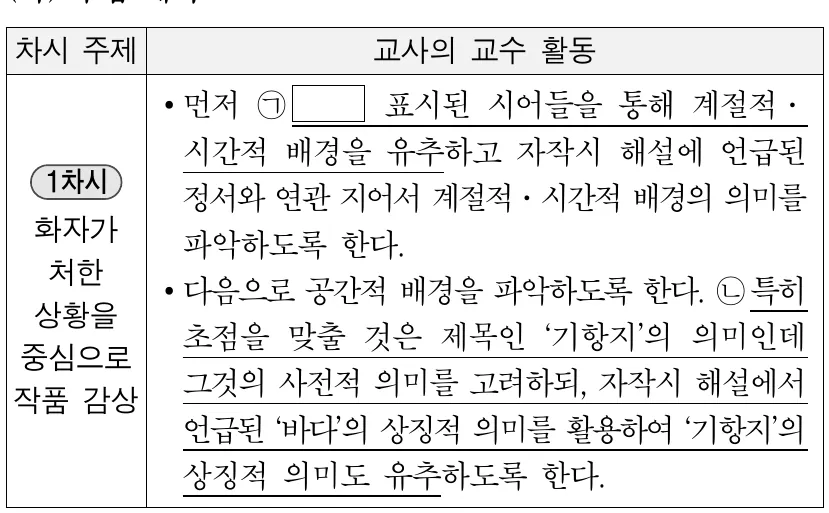 차시 주제
교사의 교수 활동
1차시
화자가
처한
상황을
중심으로
작품 감상
• 먼저 ㉠ 표시된 시어들을 통해 계절적·
시간적 배경을 유추하고 자작시 해설에 언급된
정서와 연관 지어서 계절적·시간적 배경의 의미를
파악하도록 한다.
• 다음으로 공간적 배경을 파악하도록 한다. ㉡특히
초점을 맞출 것은 제목인 ‘기항지’의 의미인데
그것의 사전적 의미를 고려하되, 자작시 해설에서
언급된 ‘바다’의 상징적 의미를 활용하여 ‘기항지’의
상징적 의미도 유추하도록 한다.